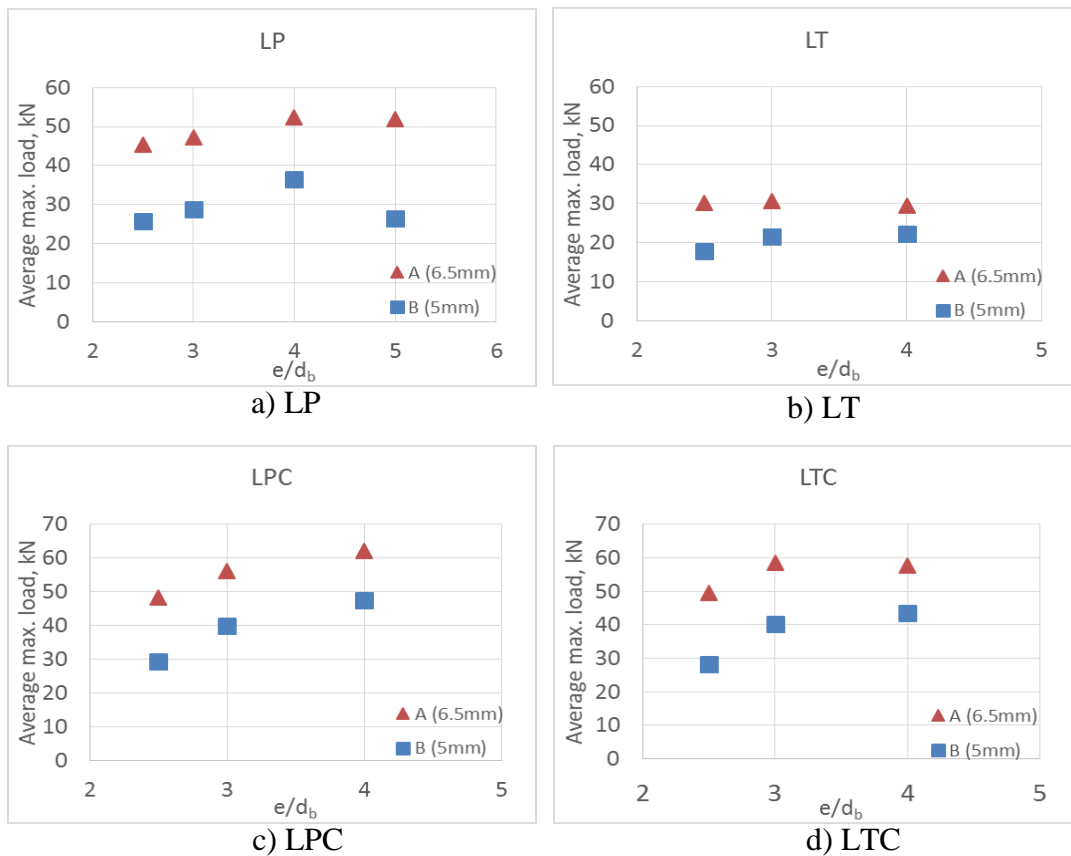 LP
Average max. load, kN
60
50
40
30
20
10
0
A (6.5mm)
B (5mm)
2 3 4 5 6
e/db
a) LP
LT
Average max. load, kN
60
50
40
30
20
10
0
A (6.5mm)
B (5mm)
2 3 4 5
e/db
b) LT
LPC
Average max. load, kN
70
60
50
40
30
20
10
0
A (6.5mm)
B (5mm)
2 3 4 5
e/db
c) LPC
LTC
Average max. load, kN
70
60
50
40
30
20
10
0
A (6.5mm)
B (5mm)
2 3 4 5
e/db
d) LTC